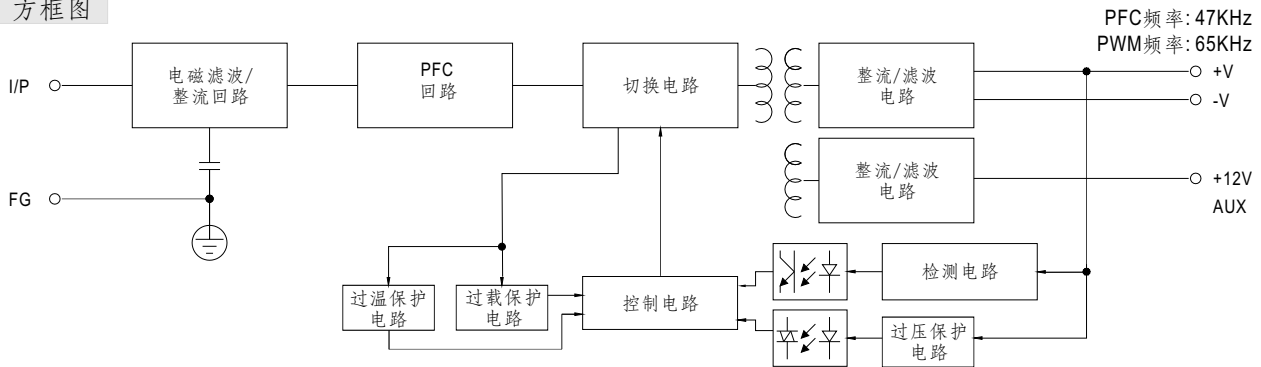 方框图
PFC频率: 47KHz
PWM频率: 65KHz
I/P
电磁滤波/
整流回路
PFC
回路
切换电路
整流/滤波
电路
+V
-V
整流/滤波
电路
+12V
AUX
FG
过温保护
电路
过载保护
电路
控制电路
检测电路
过压保护
电路